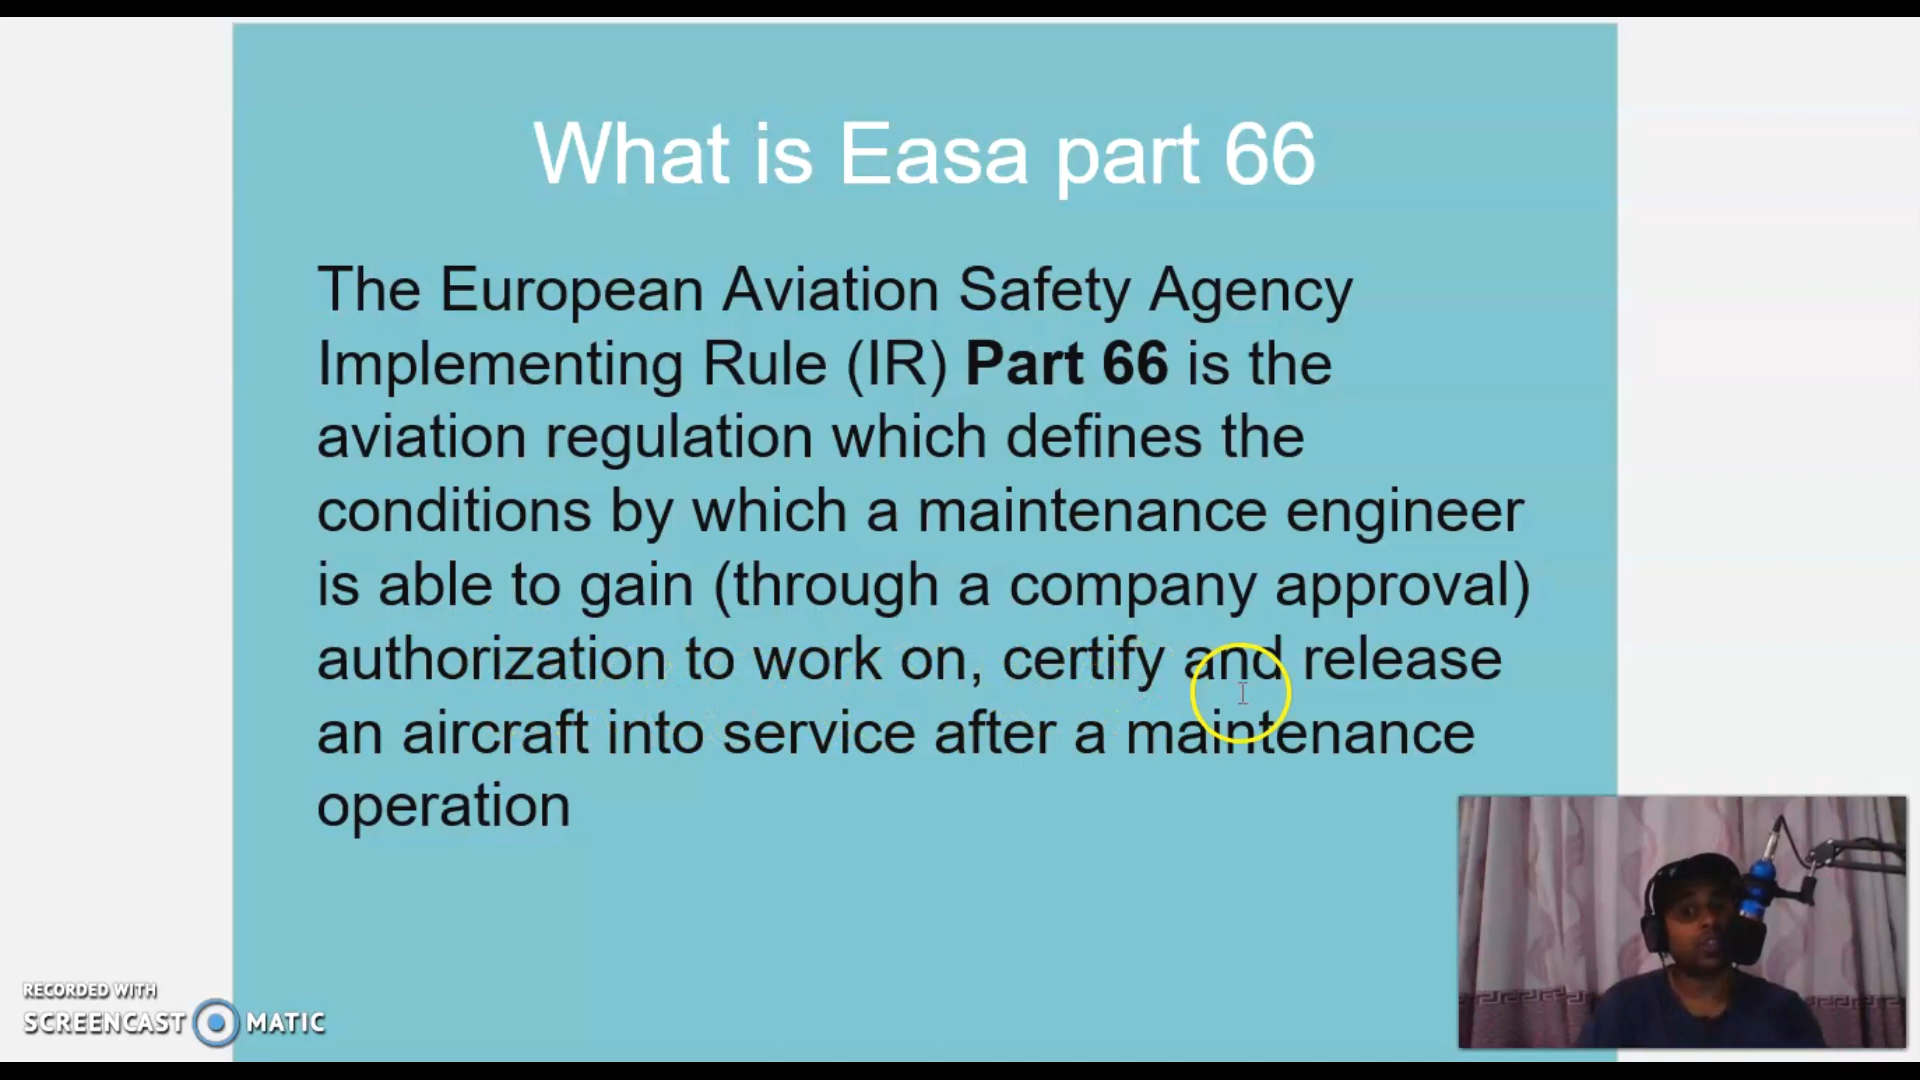 What is Easa part 66
The European Aviation Safety Agency
Implementing Rule (IR) Part 66 is the
aviation regulation which defines the
conditions by which a maintenance engineer
is able to gain (through a company approval)
authorization to work on, certify and release
an aircraft into service after a maintenance
operation
RECORDED WITH
SCREENCAST MATIC